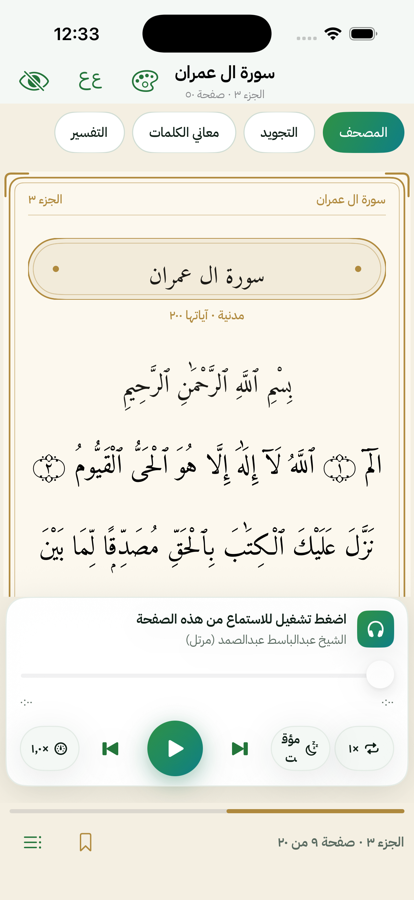 12:33
سورة ال عمران
الجزء ٣ · صفحة ٥٠
ع ع
المصحف
التجويد
معاني الكلمات
التفسير
سورة ال عمران
الجزء ٣
سورة ال عمران
مدنية · آياتها ٢٠٠
بِسْمِ ٱللَّهِ ٱلرَّحْمَٰنِ ٱلرَّحِيمِ
الٓمٓ ١ ٱللَّهُ لَآ إِلَٰهَ إِلَّا هُوَ ٱلْحَىُّ ٱلْقَيُّومُ ٢
نَزَّلَ عَلَيْكَ ٱلْكِتَٰبَ بِٱلْحَقِّ مُصَدِّقًا لِّمَا بَيْنَ
اضغط تشغيل للاستماع من هذه الصفحة
الشيخ عبدالباسط عبدالصمد (مرتل)
--:--
--:--
١×
مؤق
ت
١,٠×
الجزء ٣ · صفحة ٩ من ٢٠